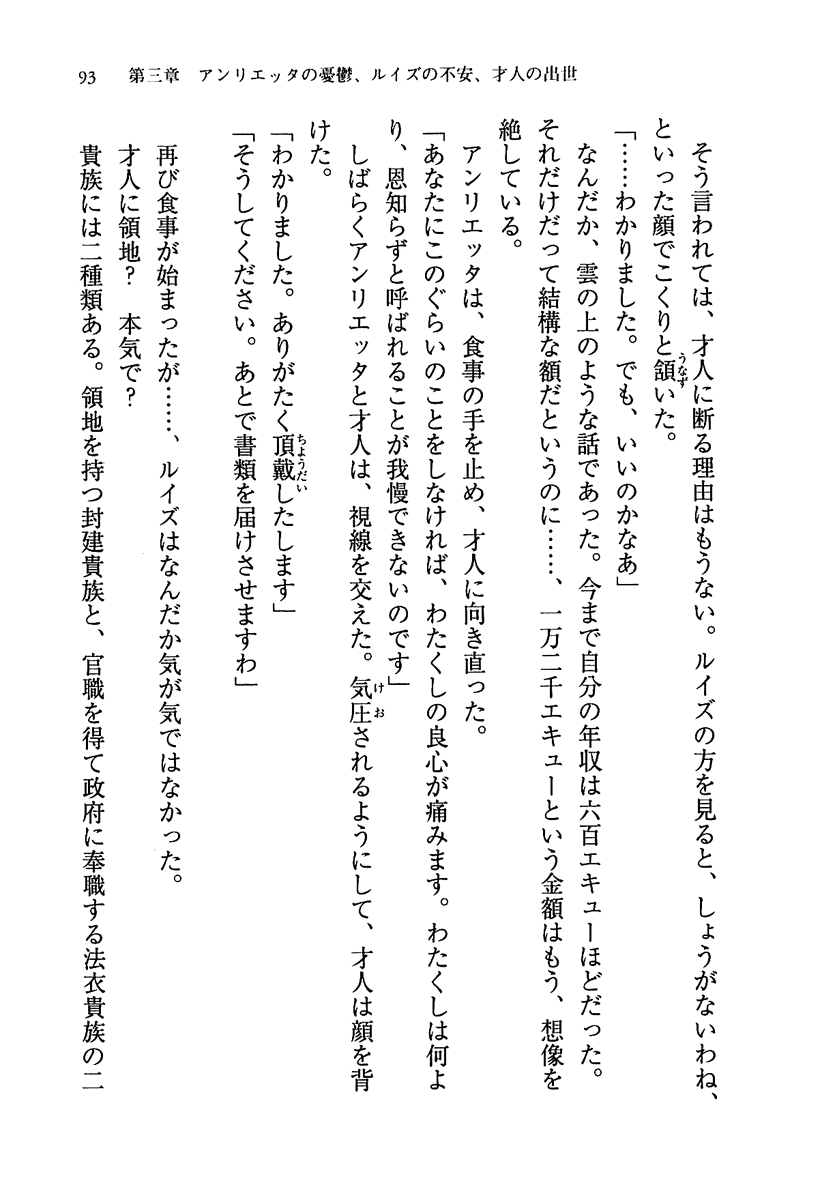 93　第三章　アンリエッタの憂鬱、ルイズの不安、才人の出世
　そう言われては、才人に断る理由はもうない。ルイズの方を見ると、しょうがないわね、
といった顔でこくりと頷いた。
「……わかりました。でも、いいのかなあ」
　なんだか、雲の上のような話であった。今まで自分の年収は六百エキューほどだった。
それだけだって結構な額だというのに……、一万二千エキューという金額はもう、想像を
絶している。
　アンリエッタは、食事の手を止め、才人に向き直った。
「あなたにこのぐらいのことをしなければ、わたくしの良心が痛みます。わたくしは何よ
り、恩知らずと呼ばれることが我慢できないのです」
　しばらくアンリエッタと才人は、視線を交えた。気圧されるようにして、才人は顔を背
けた。
「わかりました。ありがたく頂戴いたします」
「そうしてください。あとで書類を届けさせますわ」
　再び食事が始まったが……、ルイズはなんだか気が気ではなかった。
　才人に領地？　本気で？
　貴族には二種類ある。領地を持つ封建貴族と、官職を得て政府に奉職する法衣貴族の二